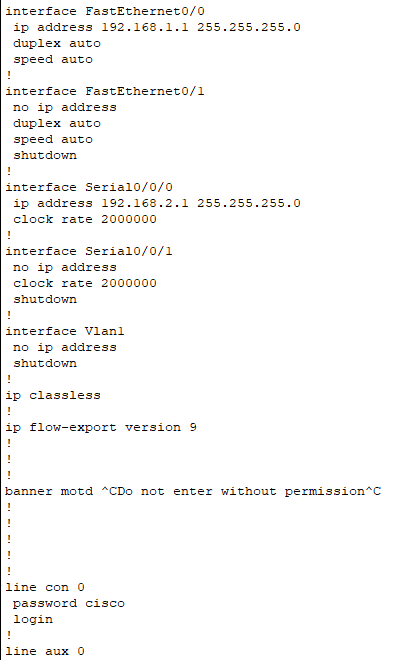 interface FastEthernet0/0
 ip address 192.168.1.1 255.255.255.0
 duplex auto
 speed auto
!
interface FastEthernet0/1
 no ip address
 duplex auto
 speed auto
 shutdown
!
interface Serial0/0/0
 ip address 192.168.2.1 255.255.255.0
 clock rate 2000000
!
interface Serial0/0/1
 no ip address
 clock rate 2000000
 shutdown
!
interface Vlan1
 no ip address
 shutdown
!
ip classless
!
ip flow-export version 9
!
!
!
banner motd ^CDo not enter without permission^C
!
!
!
!
!
line con 0
 password cisco
 login
!
line aux 0